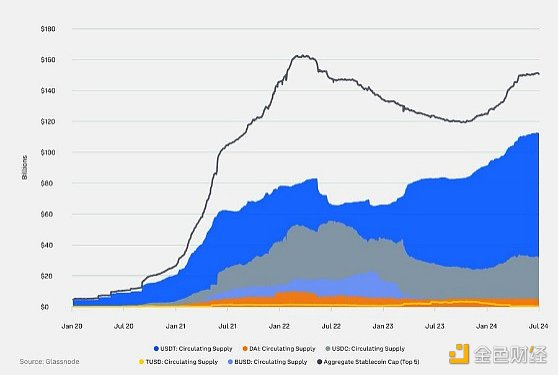 $180
$160
$140
$120
$100
$80
$60
$40
$20
$0
Billions
Jan 20 Jul 20 Jan 21 Jul 21 Jan 22 Jul 22 Jan 23 Jul 23 Jan 24 Jul 24
USDT: Circulating Supply DAI: Circulating Supply USDC: Circulating Supply
TUSD: Circulating Supply BUSD: Circulating Supply Aggregate Stablecoin Cap (Top 5)
Source: Glassnode
金色财经